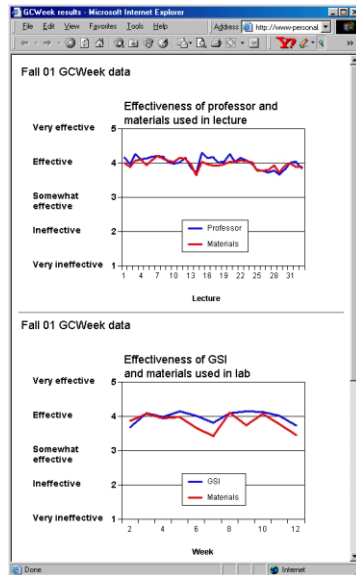 GCWeek results - Microsoft Internet Explorer
File Edit View Favorites Tools Help
Address http://www-personal.
Fall 01 GCWeek data
Effectiveness of professor and
materials used in lecture
Very effective 5
Effective 4
Somewhat
effective 3
Ineffective 2
Very ineffective 1
Professor
Materials
1 4 7 10 13 16 19 22 25 28 31
Lecture
Fall 01 GCWeek data
Effectiveness of GSI
and materials used in lab
Very effective 5
Effective 4
Somewhat
effective 3
Ineffective 2
Very ineffective 1
GSI
Materials
2 4 6 8 10 12
Week
Done Internet